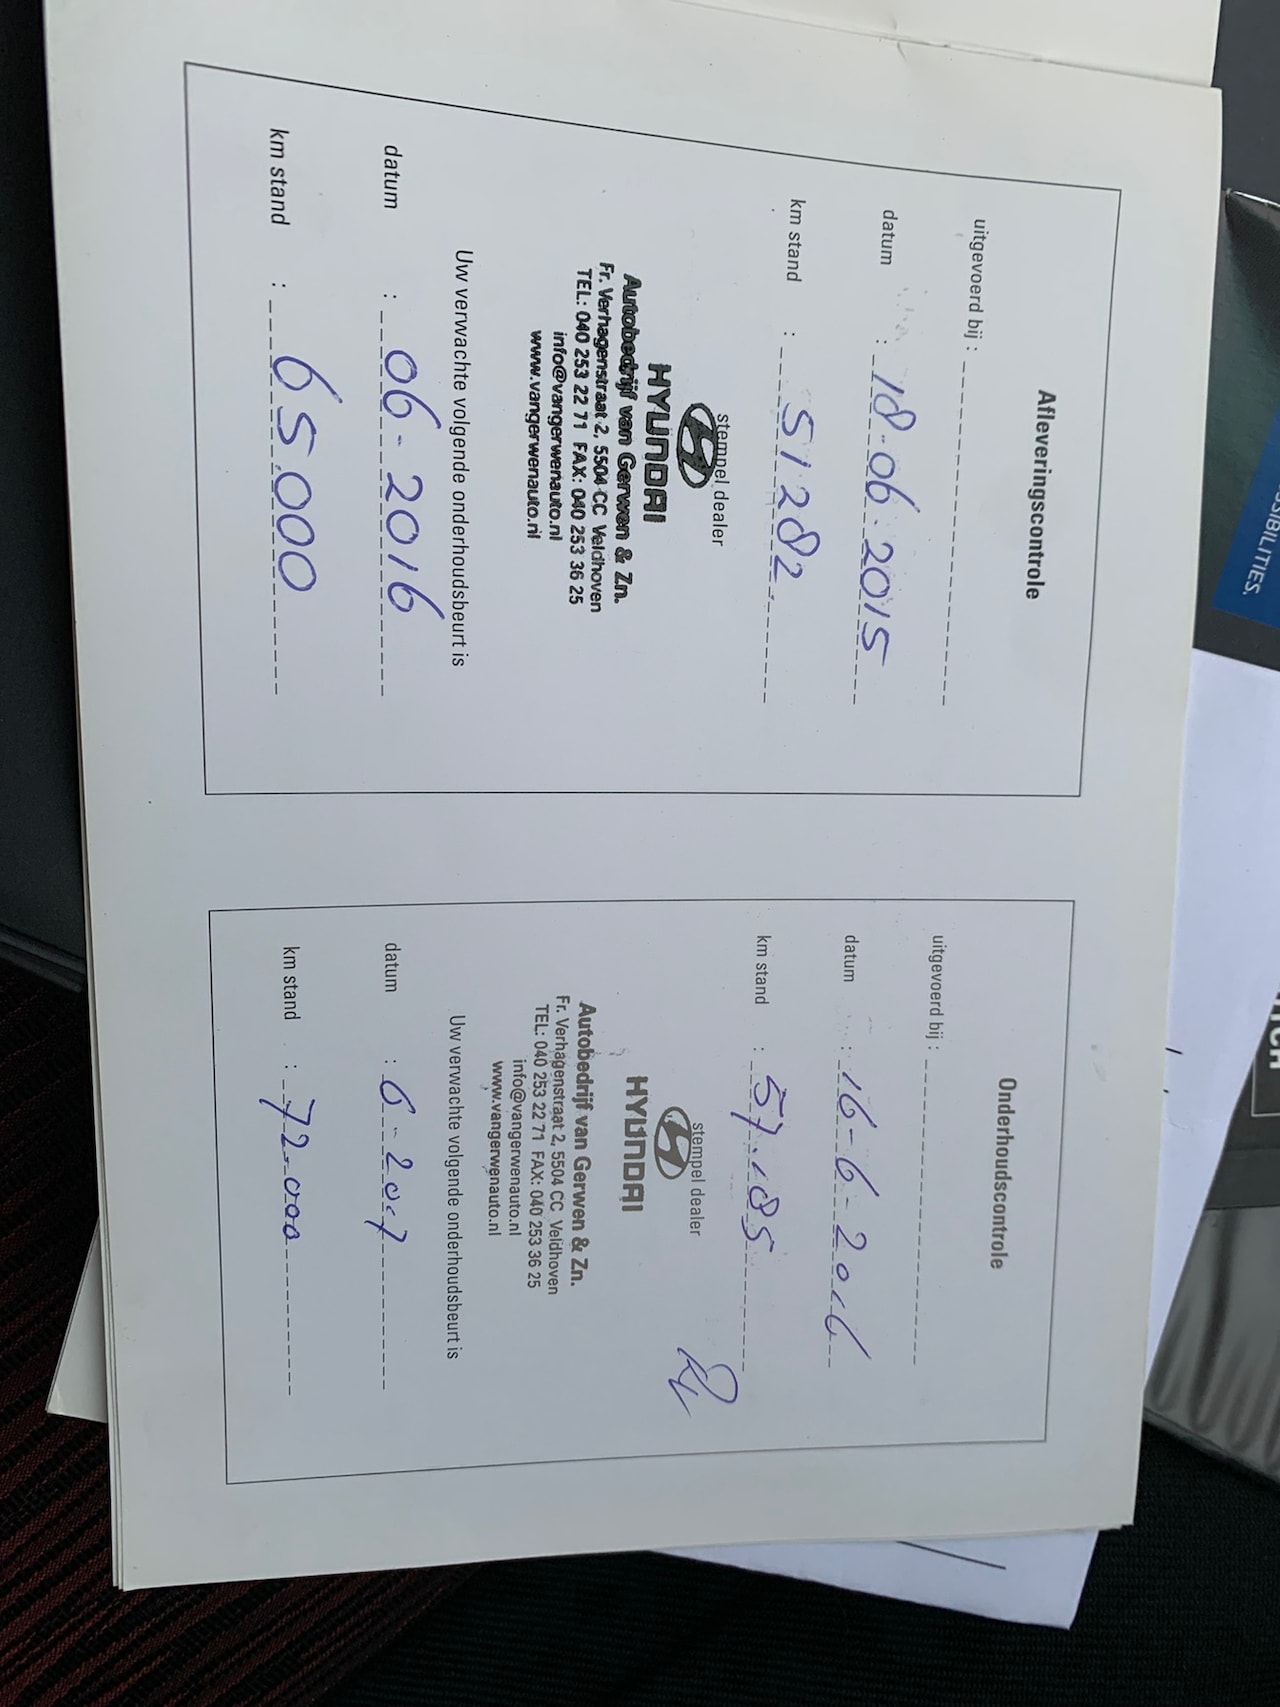 Afleveringscontrole
uitgevoerd bij :
datum : 18-06-2015
km stand : 51282
stempel dealer
HYUNDAI
Autobedrijf van Gerwen & Zn.
Fr. Verhagenstraat 2, 5504 CC Veldhoven
TEL: 040 253 22 71 FAX: 040 253 36 25
info@vangerwenauto.nl
www.vangerwenauto.nl
Uw verwachte volgende onderhoudsbeurt is
datum : 06-2016
km stand : 65.000
Onderhoudscontrole
uitgevoerd bij :
datum : 16-6-2016
km stand : 57.185
stempel dealer
HYUNDAI
Autobedrijf van Gerwen & Zn.
Fr. Verhagenstraat 2, 5504 CC Veldhoven
TEL: 040 253 22 71 FAX: 040 253 36 25
info@vangerwenauto.nl
www.vangerwenauto.nl
Uw verwachte volgende onderhoudsbeurt is
datum : 6-2017
km stand : 72.000